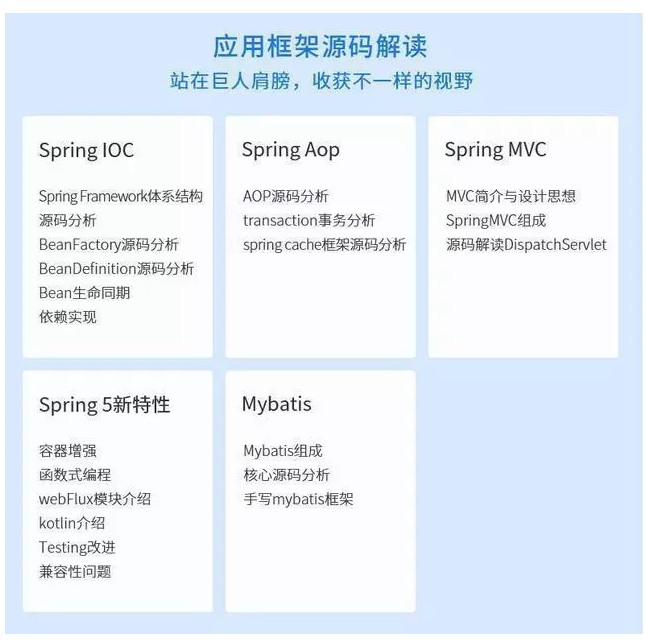 应用框架源码解读
站在巨人肩膀，收获不一样的视野
Spring IOC
Spring Framework体系结构
源码分析
BeanFactory源码分析
BeanDefinition源码分析
Bean生命同期
依赖实现
Spring Aop
AOP源码分析
transaction事务分析
spring cache框架源码分析
Spring MVC
MVC简介与设计思想
SpringMVC组成
源码解读DispatchServlet
Spring 5新特性
容器增强
函数式编程
webFlux模块介绍
kotlin介绍
Testing改进
兼容性问题
Mybatis
Mybatis组成
核心源码分析
手写mybatis框架